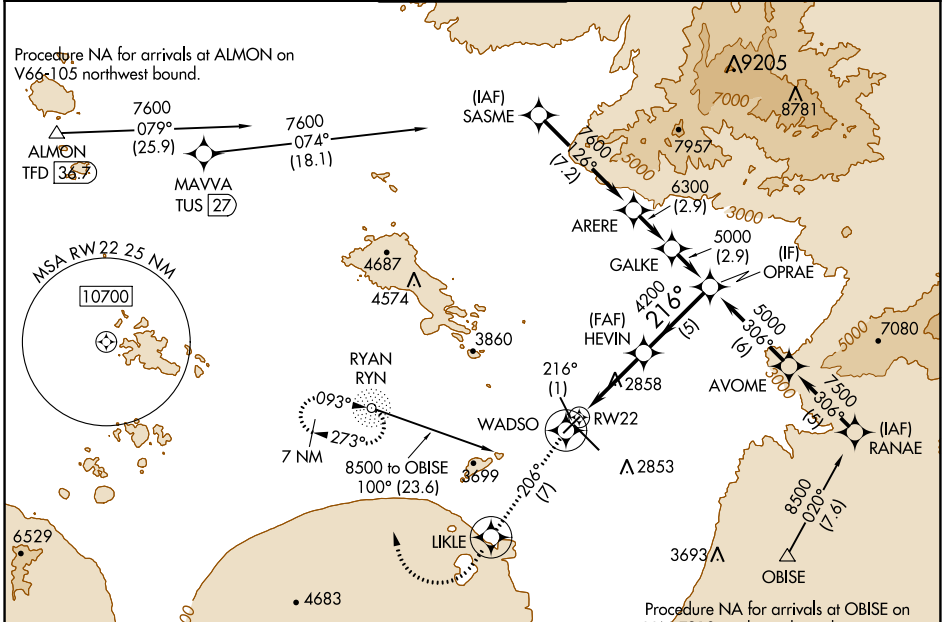 Procedure NA for arrivals at ALMON on
V66-105 northwest bound.
7600
079°
(25.9)
ALMON
TFD 36.7
7600
074°
(18.1)
MAVVA
TUS 27
(IAF)
SASME
7600
126°
(7.2)
9205
8781
7000
7957
5000
3000
ARERE
6300
(2.9)
GALKE
5000
(2.9)
(IF)
OPRAE
MSA RW22 25 NM
10700
4687
4574
3860
4200
216°
(5)
(FAF)
HEVIN
5000
306°
(6)
5000
7080
AVOME
3000
7500
306°
(5)
(IAF)
RANAE
RYAN
RYN
093°
273°
7 NM
8500 to OBISE
100° (23.6)
3699
216°
(1)
2858
WADSO
RW22
2853
206°
(7)
LIKLE
8500
020°
(7.6)
OBISE
3693
6529
4683
Procedure NA for arrivals at OBISE on